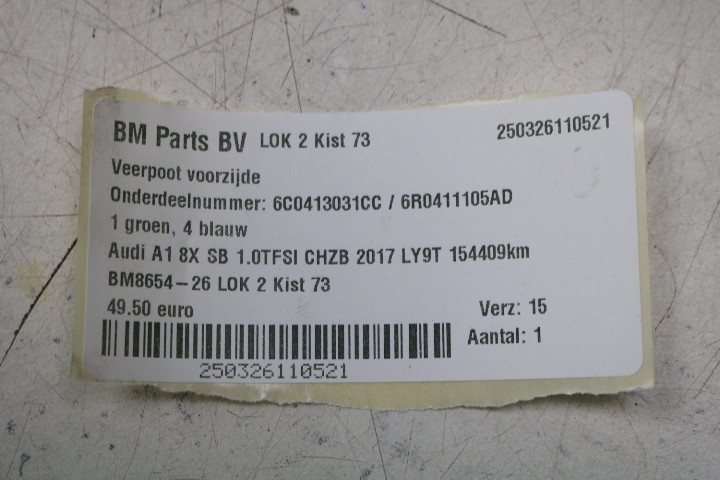 BM Parts BV LOK 2 Kist 73 250326110521
Veerpoot voorzijde
Onderdeelnummer: 6C0413031CC / 6R0411105AD
1 groen, 4 blauw
Audi A1 8X SB 1.0TFSI CHZB 2017 LY9T 154409km
BM8654-26 LOK 2 Kist 73
49.50 euro Verz: 15
Aantal: 1
250326110521